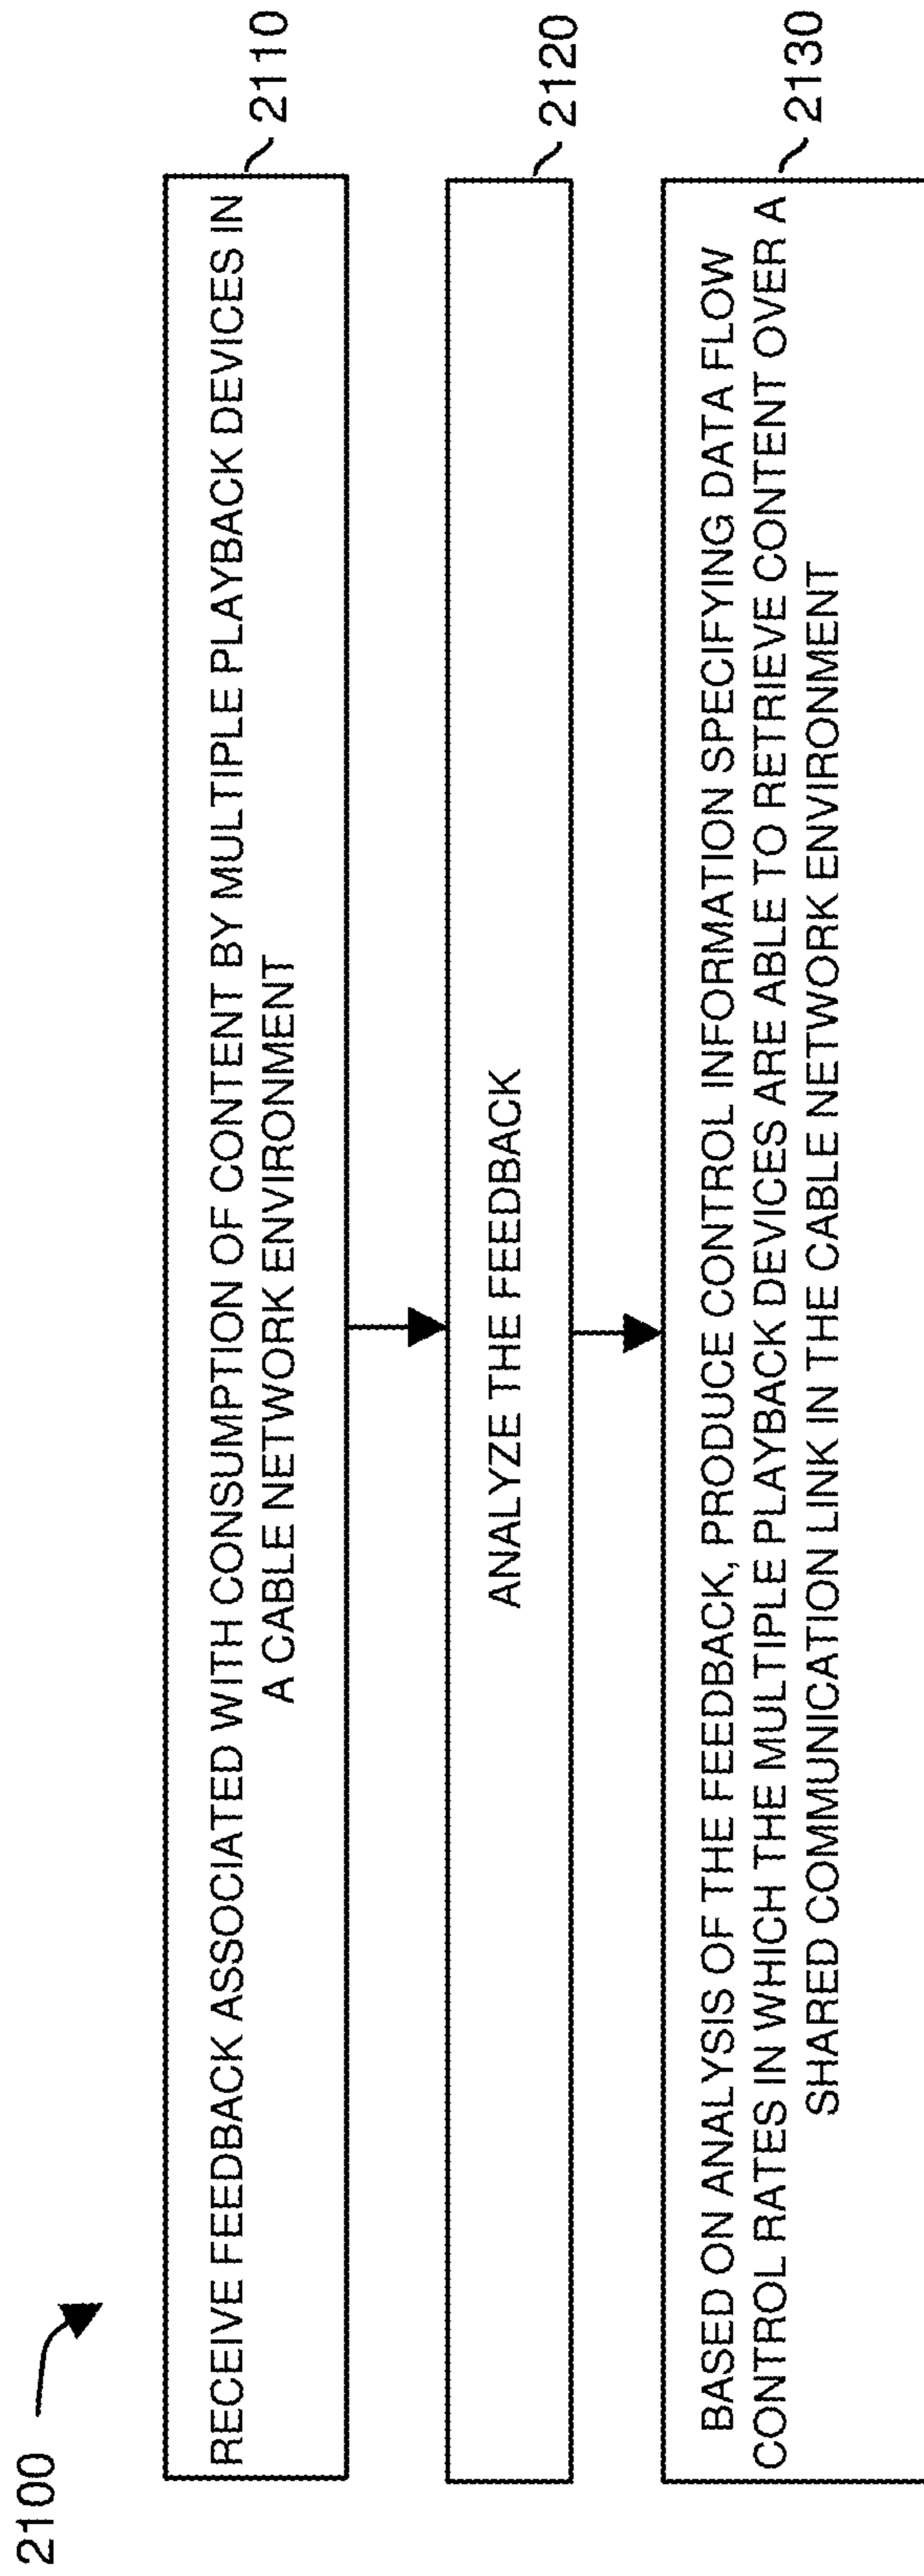 2100
RECEIVE FEEDBACK ASSOCIATED WITH CONSUMPTION OF CONTENT BY MULTIPLE PLAYBACK DEVICES IN
A CABLE NETWORK ENVIRONMENT
2110
ANALYZE THE FEEDBACK
2120
BASED ON ANALYSIS OF THE FEEDBACK, PRODUCE CONTROL INFORMATION SPECIFYING DATA FLOW
CONTROL RATES IN WHICH THE MULTIPLE PLAYBACK DEVICES ARE ABLE TO RETRIEVE CONTENT OVER A
SHARED COMMUNICATION LINK IN THE CABLE NETWORK ENVIRONMENT
2130